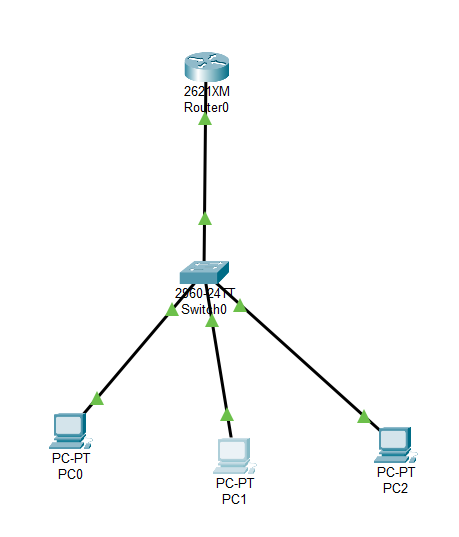 2621XM
Router0
2960-24TT
Switch0
PC-PT
PC0
PC-PT
PC1
PC-PT
PC2